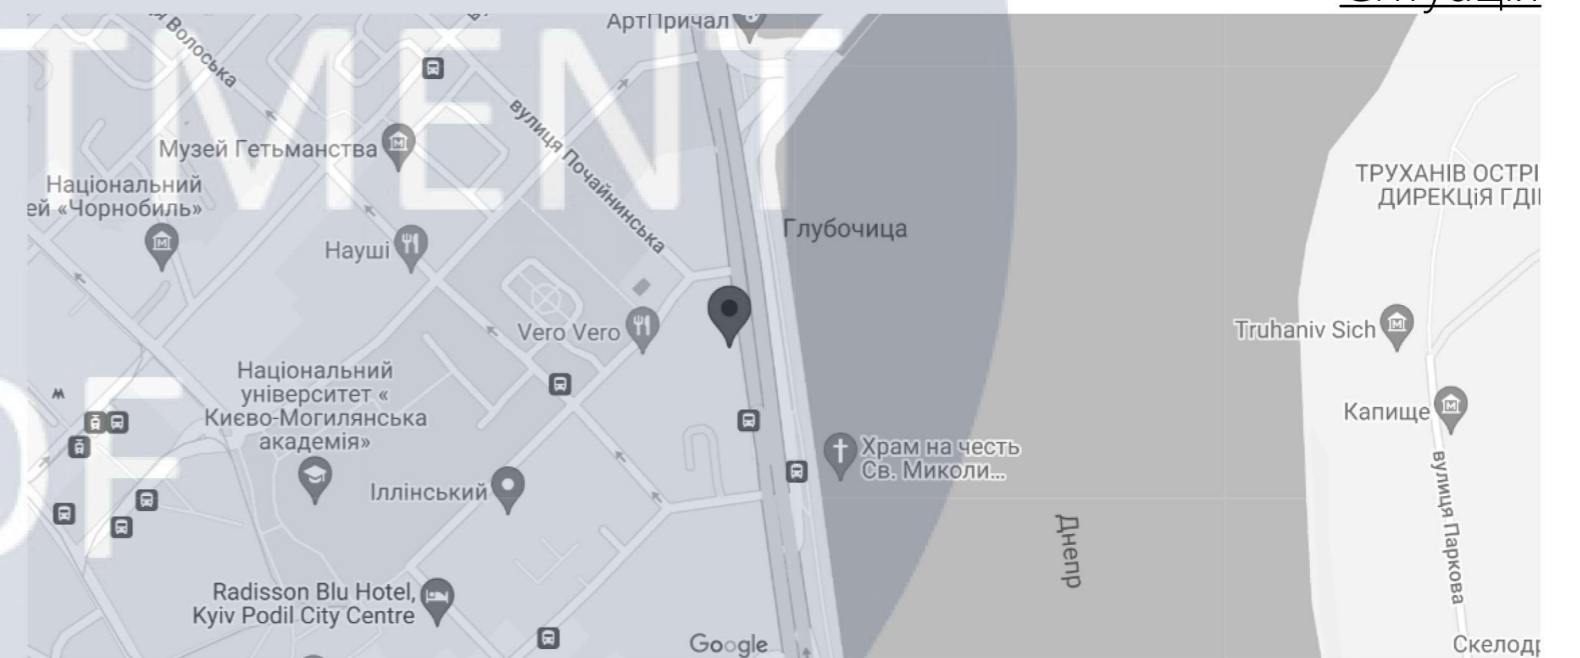 АртПричал
Волоська
TMENT
вулиця Почайнинська
Музей Гетьманства
Національний
ей «Чорнобиль»
ТРУХАНІВ ОСТРІ
ДИРЕКЦІЯ ГДІ
Глубочица
Науші
Vero Vero
Truhaniv Sich
Національний
університет «
Києво-Могилянська
академія»
OF
Капище
Храм на честь
Св. Миколи...
Іллінський
вулиця Паркова
Днепр
Radisson Blu Hotel,
Kyiv Podil City Centre
Google
Скелодр